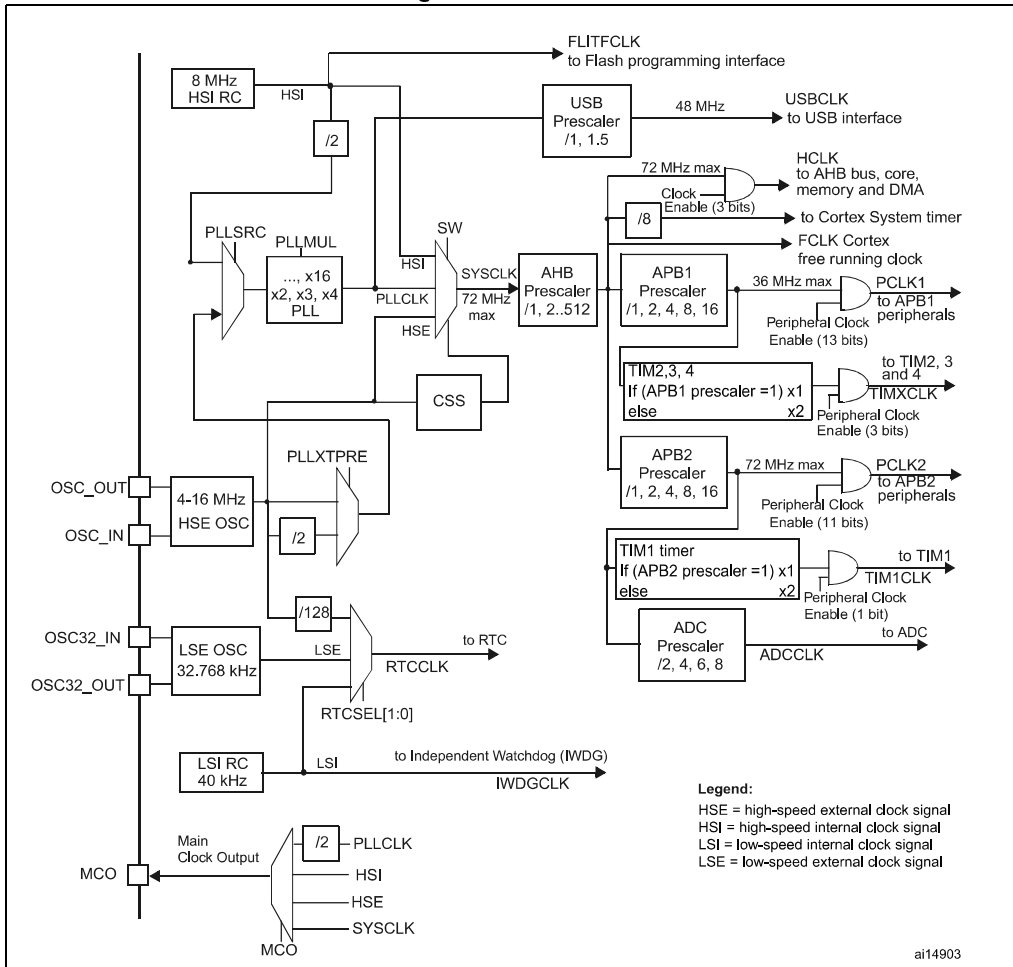 FLITFCLK
to Flash programming interface
8 MHz
HSI RC
HSI
/2
USB
Prescaler
/1, 1.5
48 MHz
USBCLK
to USB interface
72 MHz max
Clock
Enable (3 bits)
HCLK
to AHB bus, core,
memory and DMA
/8
to Cortex System timer
FCLK Cortex
free running clock
PLLSRC
PLLMUL
..., x16
x2, x3, x4
PLL
SW
HSI
PLLCLK
HSE
SYSCLK
72 MHz
max
AHB
Prescaler
/1, 2..512
APB1
Prescaler
/1, 2, 4, 8, 16
36 MHz max
PCLK1
to APB1
peripherals
Peripheral Clock
Enable (13 bits)
TIM2,3, 4
If (APB1 prescaler =1) x1
else x2
to TIM2, 3
and 4
TIMXCLK
Peripheral Clock
Enable (3 bits)
CSS
PLLXTPRE
OSC_OUT
OSC_IN
4-16 MHz
HSE OSC
/2
APB2
Prescaler
/1, 2, 4, 8, 16
72 MHz max
PCLK2
to APB2
peripherals
Peripheral Clock
Enable (11 bits)
TIM1 timer
If (APB2 prescaler =1) x1
else x2
to TIM1
TIM1CLK
Peripheral Clock
Enable (1 bit)
ADC
Prescaler
/2, 4, 6, 8
to ADC
ADCCLK
/128
OSC32_IN
OSC32_OUT
LSE OSC
32.768 kHz
LSE
to RTC
RTCCLK
RTCSEL[1:0]
LSI RC
40 kHz
LSI
to Independent Watchdog (IWDG)
IWDGCLK
Legend:
HSE = high-speed external clock signal
HSI = high-speed internal clock signal
LSI = low-speed internal clock signal
LSE = low-speed external clock signal
Main
Clock Output
MCO
/2
PLLCLK
HSI
HSE
SYSCLK
MCO
ai14903